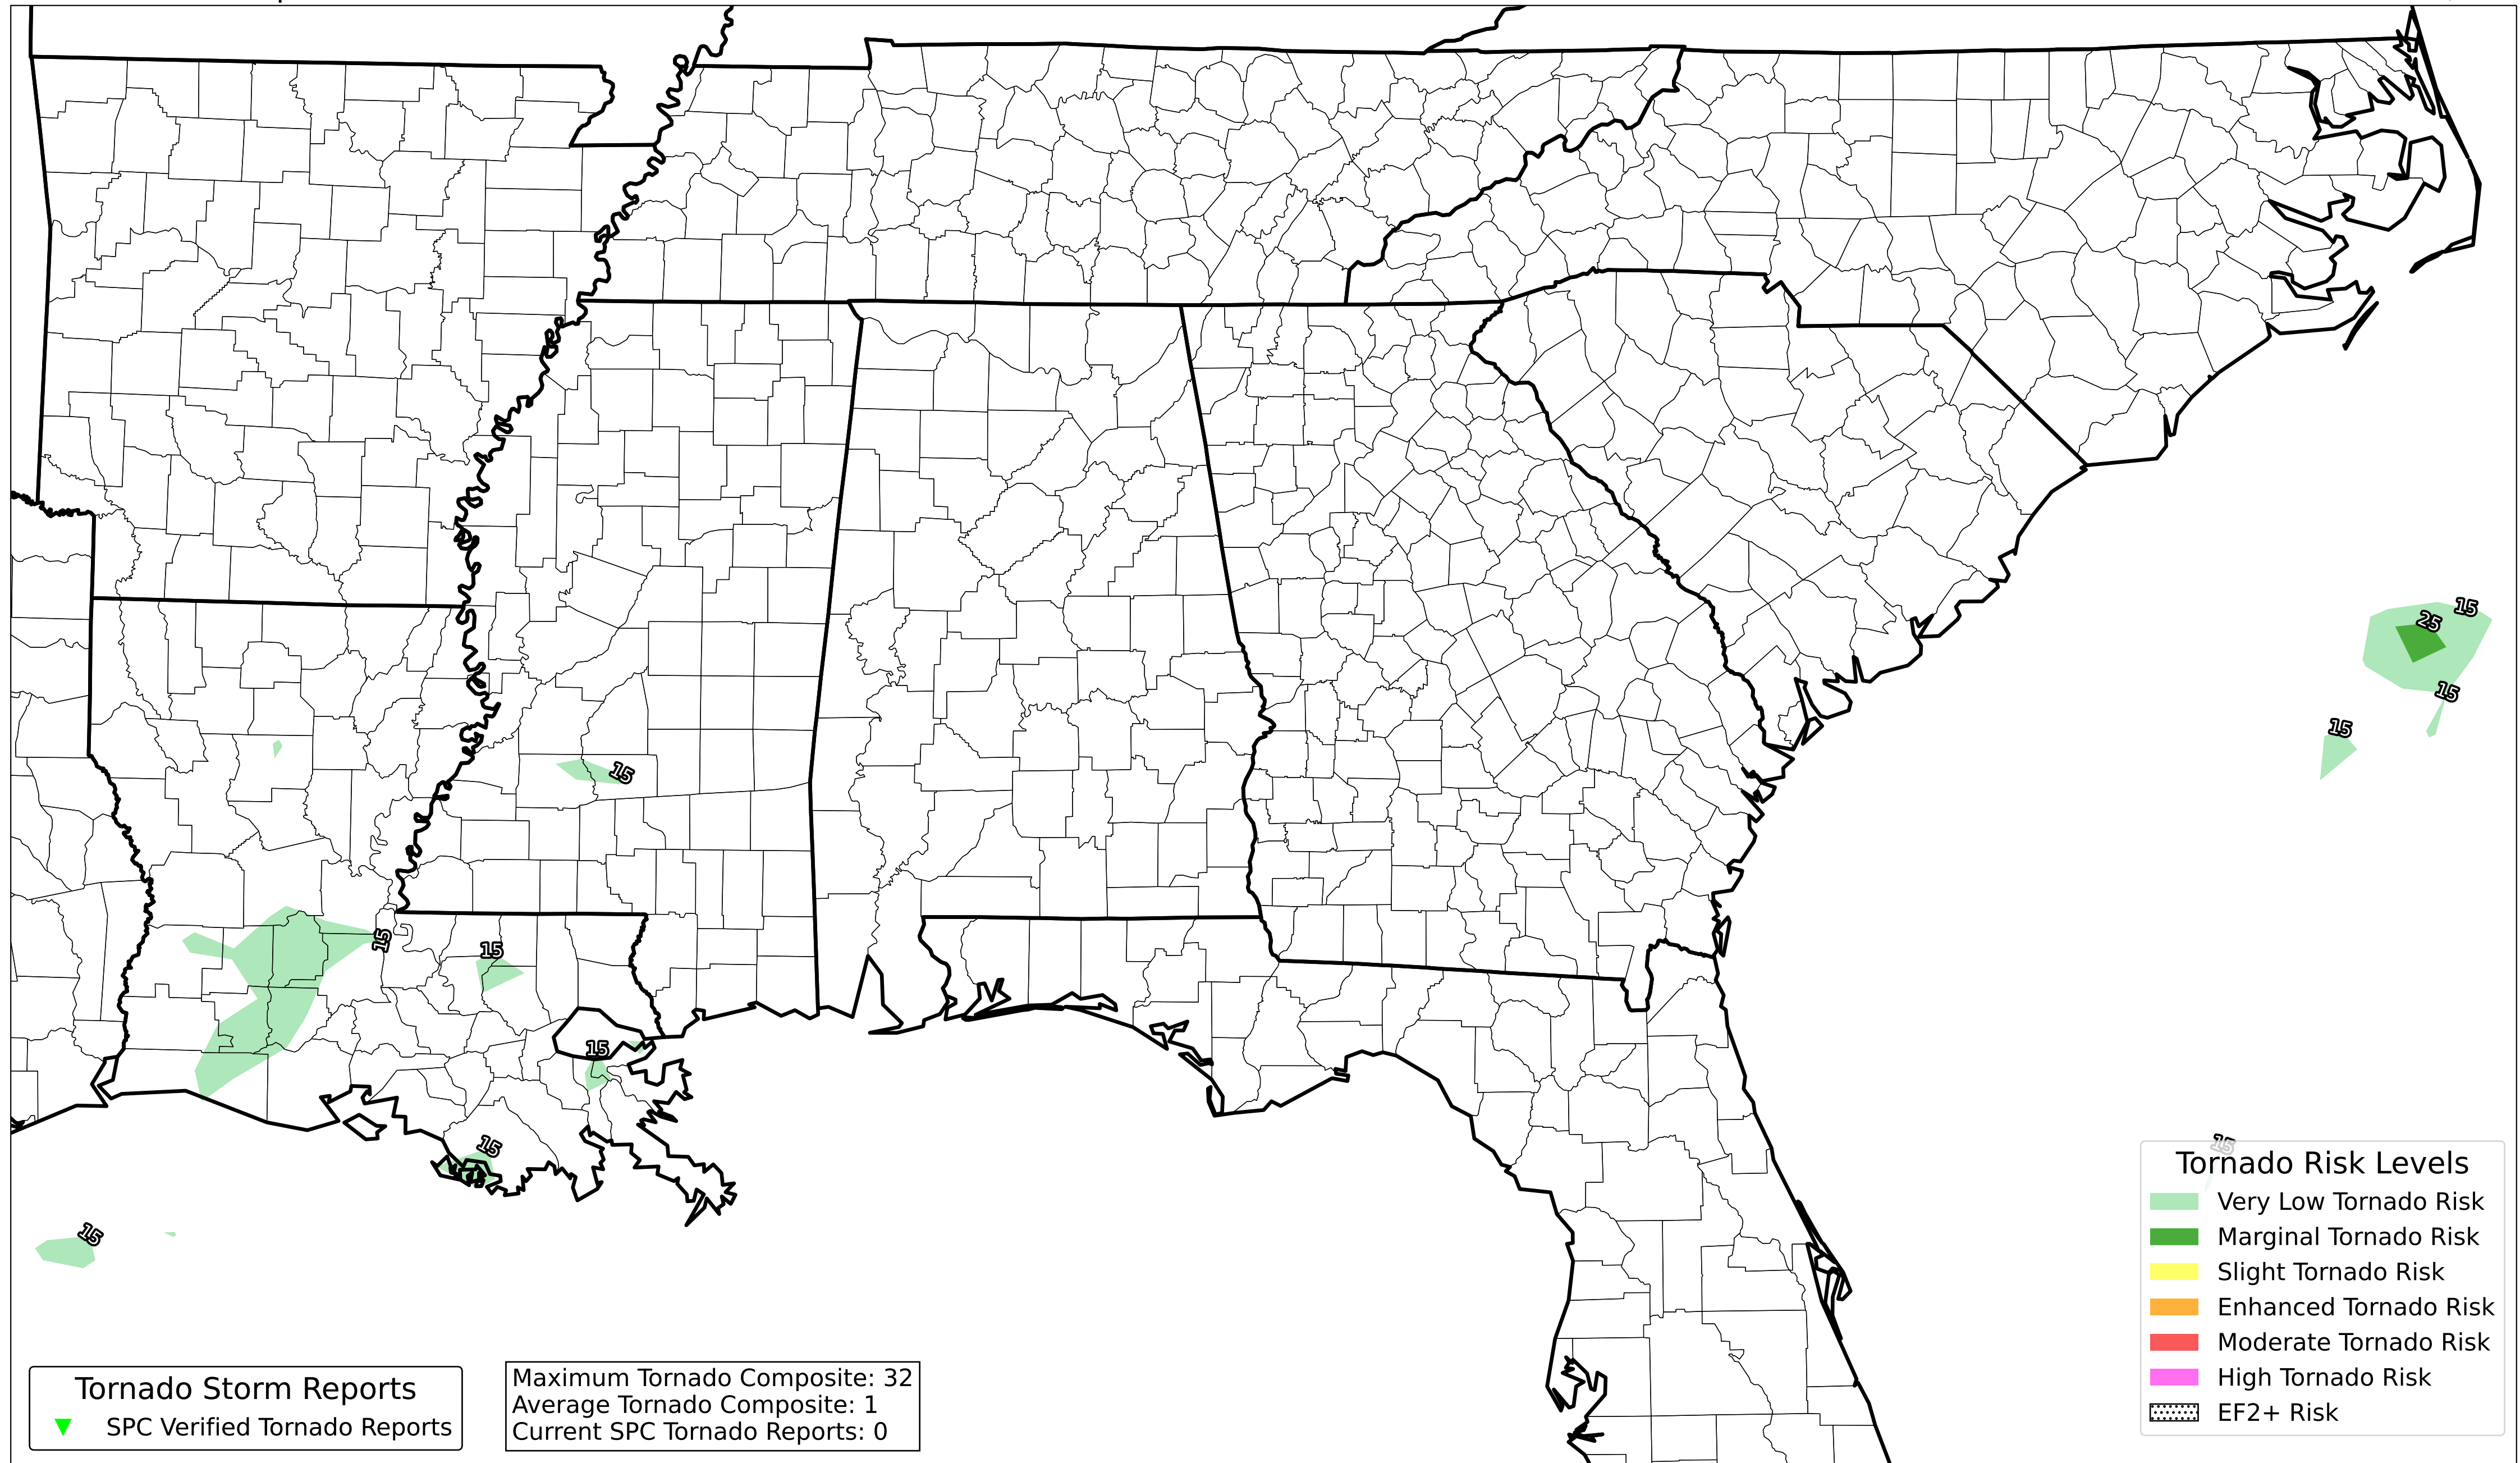 15
25
15
15
15
15
15
15
15
15
15
Tornado Risk Levels
Very Low Tornado Risk
Marginal Tornado Risk
Slight Tornado Risk
Enhanced Tornado Risk
Moderate Tornado Risk
High Tornado Risk
EF2+ Risk
Maximum Tornado Composite: 32
Average Tornado Composite: 1
Current SPC Tornado Reports: 0
Tornado Storm Reports
SPC Verified Tornado Reports